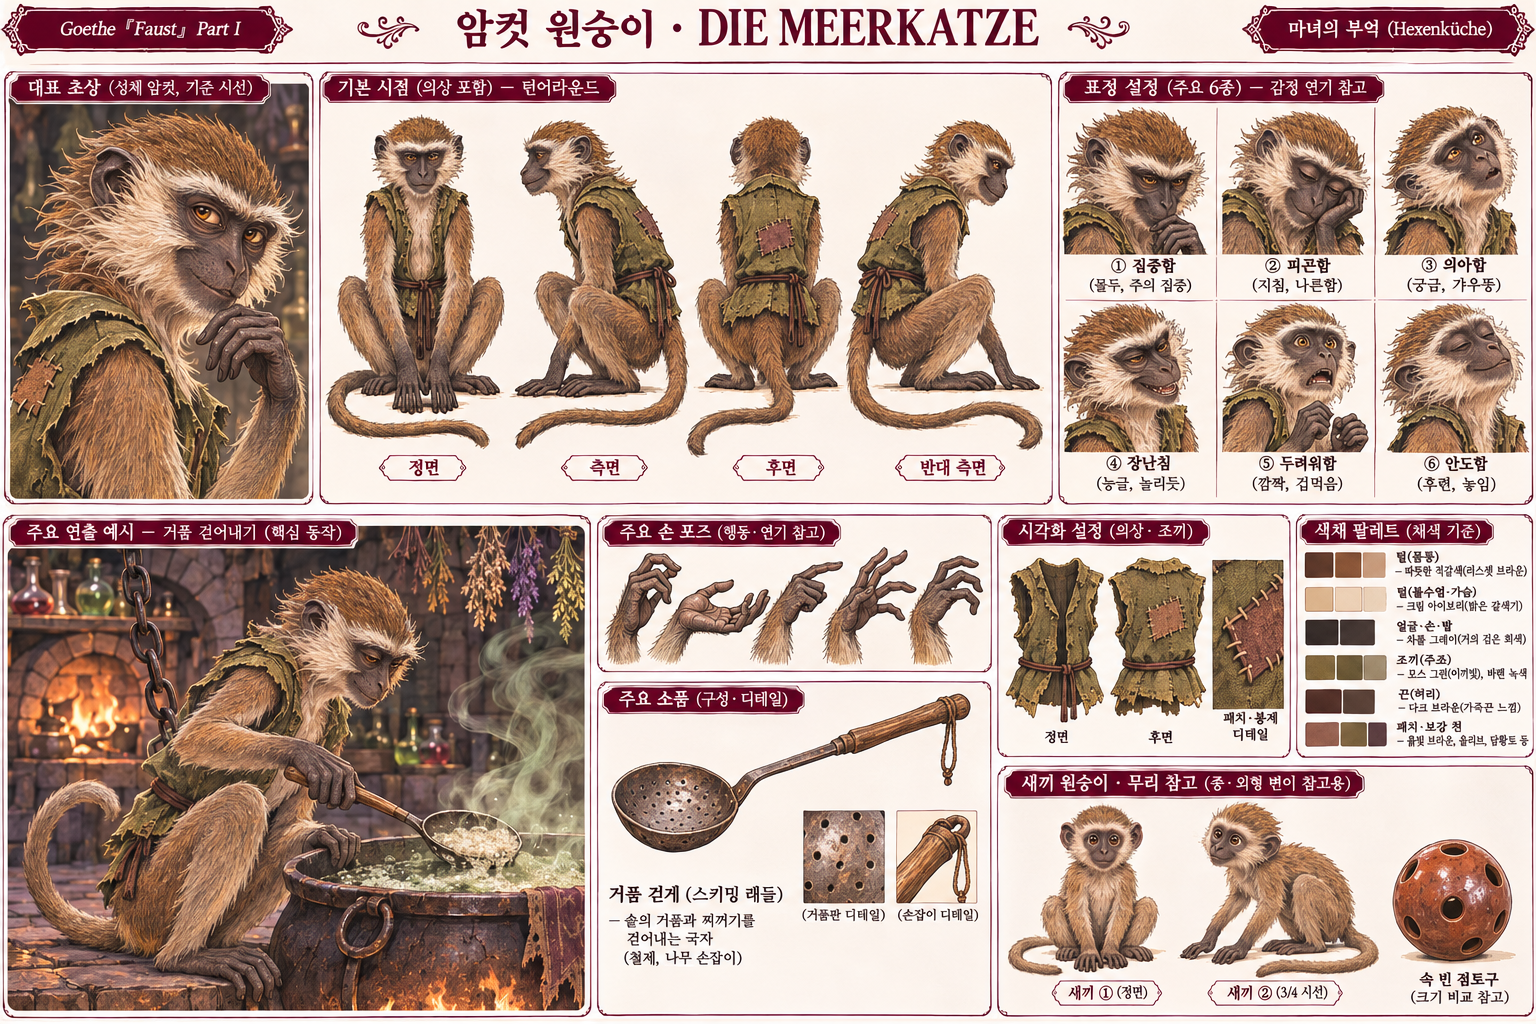 Goethe『Faust』Part I
암컷 원숭이 · DIE MEERKATZE
마녀의 부엌 (Hexenküche)
대표 초상 (성체 암컷, 기준 시선)
기본 시점 (의상 포함) – 턴어라운드
정면
측면
후면
반대 측면
표정 설정 (주요 6종) – 감정 연기 참고
① 집중함
(몰두, 주의 집중)
② 피곤함
(지침, 나른함)
③ 의아함
(궁금, 갸우뚱)
④ 장난침
(능글, 놀리듯)
⑤ 두려워함
(깜짝, 겁먹음)
⑥ 안도함
(후련, 놓임)
주요 연출 예시 – 거품 걷어내기 (핵심 동작)
주요 손 포즈 (행동·연기 참고)
주요 소품 (구성·디테일)
거품 걷게 (스키밍 래들)
– 솥의 거품과 찌꺼기를
걷어내는 국자
(철제, 나무 손잡이)
(거품판 디테일)
(손잡이 디테일)
시각화 설정 (의상·조끼)
정면
후면
패치·봉제
디테일
색채 팔레트 (채색 기준)
털(몸통)
– 따뜻한 적갈색(러스셋 브라운)
털(볼수염·가슴)
– 크림 아이보리(밝은 갈색기)
얼굴·손·발
– 차콜 그레이(거의 검은 회색)
조끼(주조)
– 모스 그린(이끼빛), 바랜 녹색
끈(허리)
– 다크 브라운(가죽끈 느낌)
패치·보강 천
브라운, 올리브,
새끼 원숭이 · 무리 참고 (종·외형 변이 참고용)
새끼 ① (정면)
새끼 ② (3/4 시선)
속 빈 점토구
(크기 비교 참고)